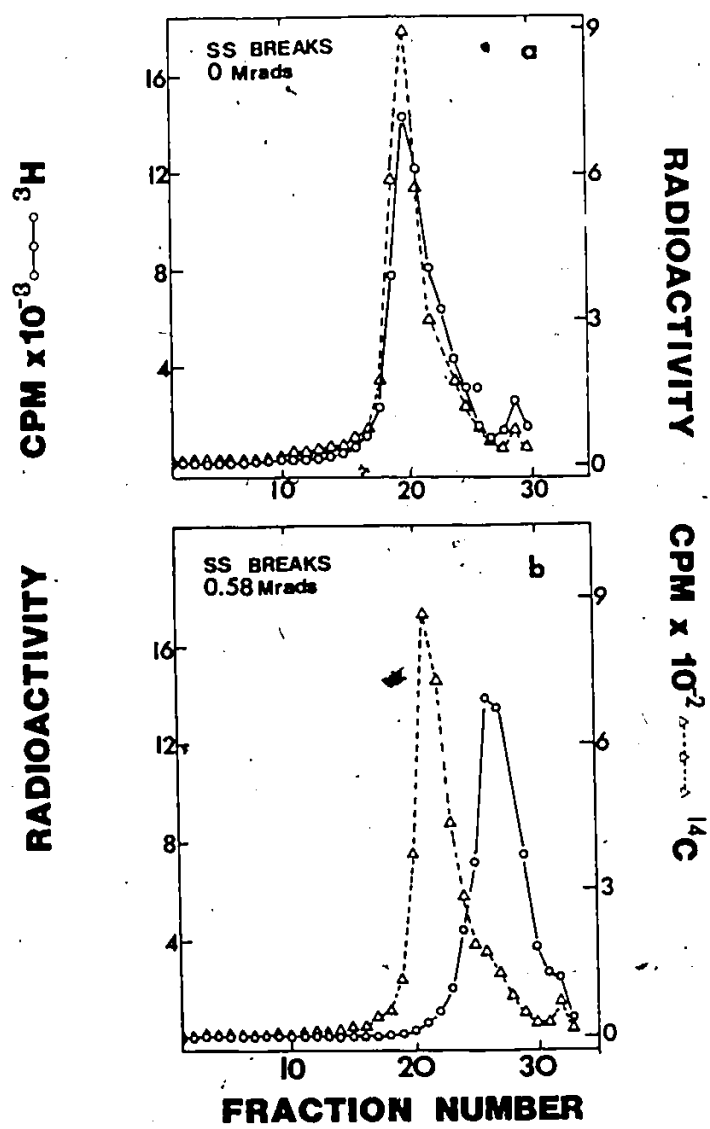 SS BREAKS
0 Mrads
a
16
12
8
4
9
6
3
0
10
20
30
CPM x10⁻³ ³H
RADIOACTIVITY
SS BREAKS
0.58 Mrads
b
16
12
8
4
9
6
3
0
10
20
30
RADIOACTIVITY
CPM x 10⁻² ¹⁴C
FRACTION NUMBER